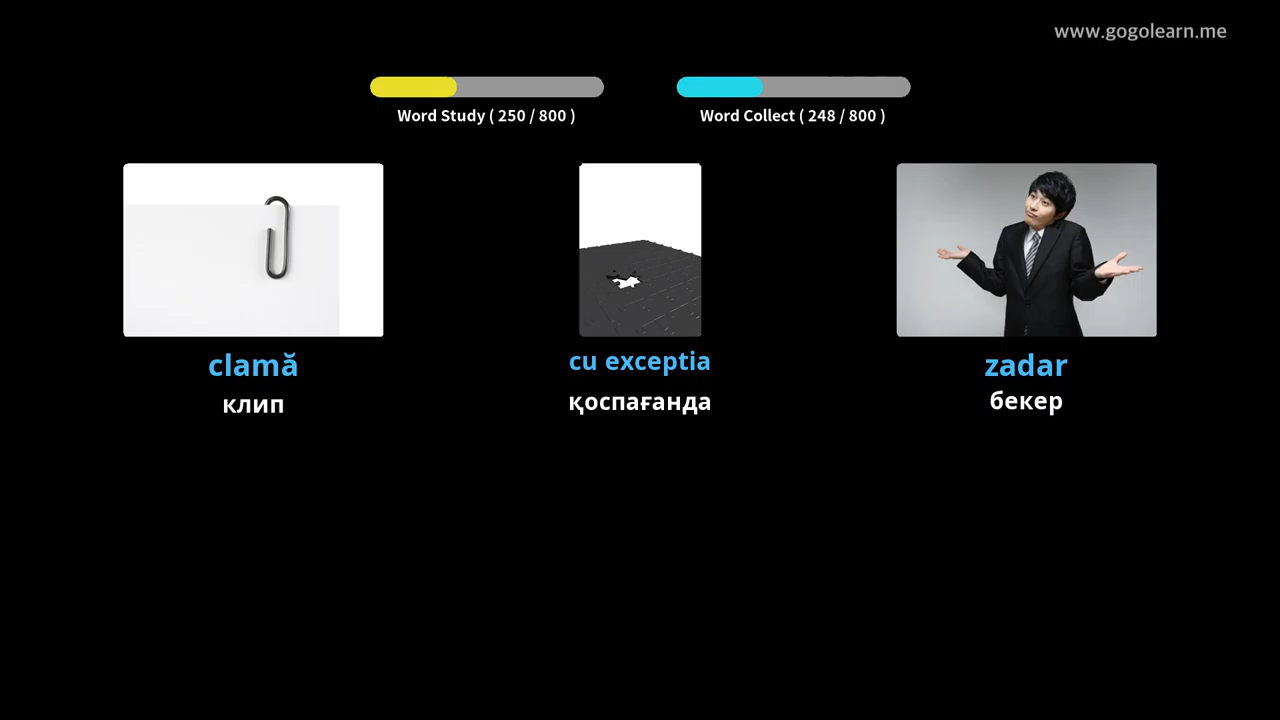 www.gogolearn.me
Word Study ( 250 / 800 )
Word Collect ( 248 / 800 )
clamă
cu exceptia
zadar
клип
қоспағанда
бекер